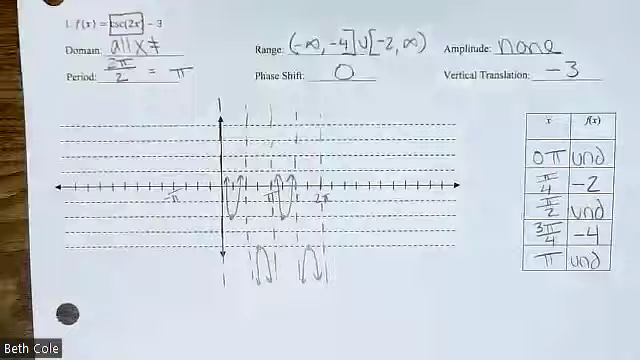 1. f(x) = csc(2x) - 3
Domain: all x ≠ Range: (-∞, -4] ∪ [-2, ∞) Amplitude: none
Period: 2π/2 = π Phase Shift: 0 Vertical Translation: -3
x f(x)
0π und
π/4 -2
π/2 und
3π/4 -4
π und
-π π 2π
Beth Cole